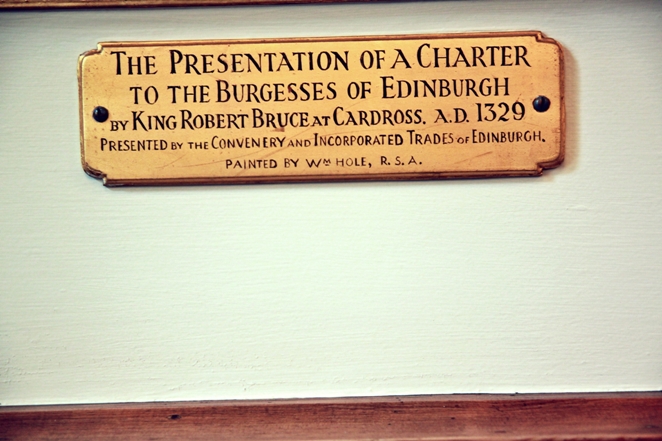 THE PRESENTATION OF A CHARTER
TO THE BURGESSES OF EDINBURGH
BY KING ROBERT BRUCE AT CARDROSS. A.D. 1329
PRESENTED BY THE CONVENERY AND INCORPORATED TRADES OF EDINBURGH.
PAINTED BY WM HOLE, R.S.A.